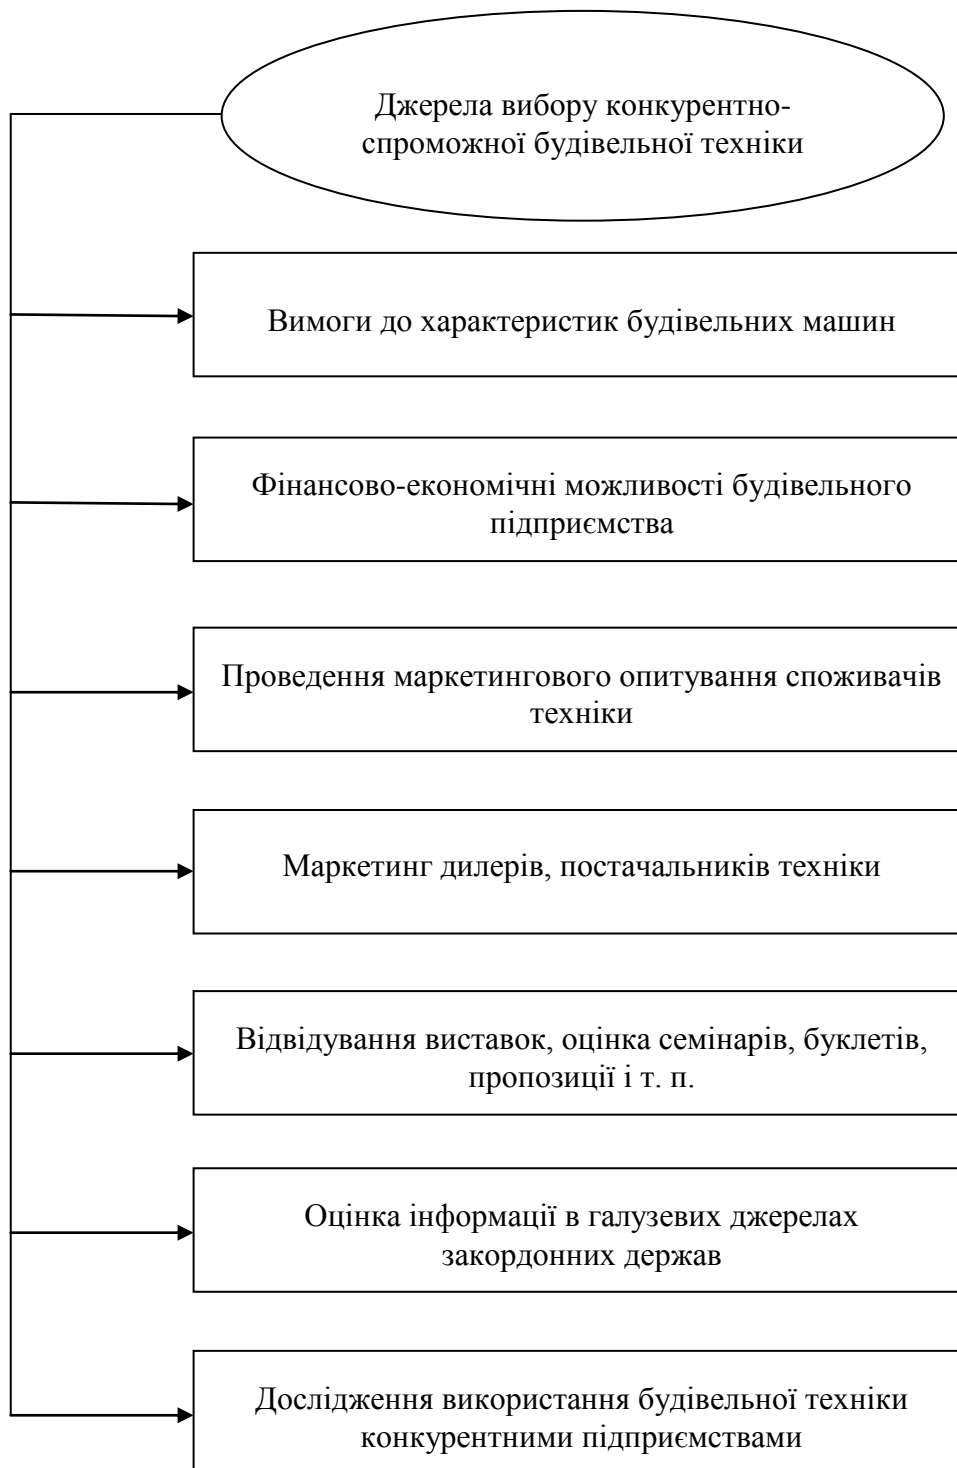 Джерела вибору конкурентно-
спроможної будівельної техніки
Вимоги до характеристик будівельних машин
Фінансово-економічні можливості будівельного
підприємства
Проведення маркетингового опитування споживачів
техніки
Маркетинг дилерів, постачальників техніки
Відвідування виставок, оцінка семінарів, буклетів,
пропозиції і т. п.
Оцінка інформації в галузевих джерелах
закордонних держав
Дослідження використання будівельної техніки
конкурентними підприємствами